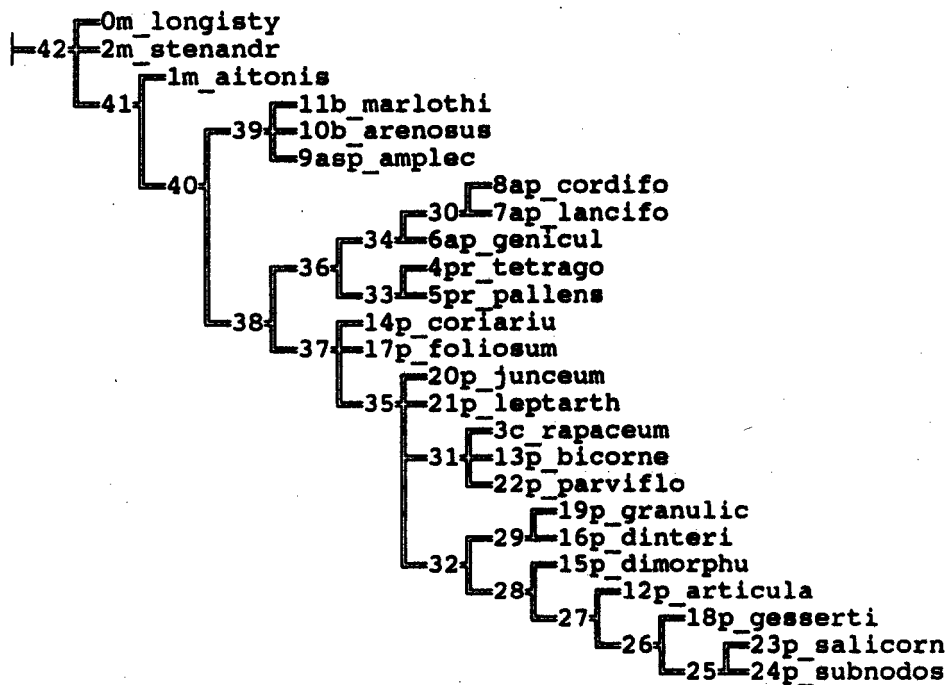 0m_longisty
42 2m_stenandr
1m_aitonis
41 11b_marlothi
39 10b_arenosus
9asp_amplec
40 8ap_cordifo
30 7ap_lancifo
34 6ap_genicul
36 4pr_tetrago
33 5pr_pallens
38 14p_coriariu
37 17p_foliosum
20p_junceum
35 21p_leptarth
3c_rapaceum
31 13p_bicorne
22p_parviflo
19p_granulic
29 16p_dinteri
32 15p_dimorphu
28 12p_articula
27 18p_gesserti
26 23p_salicorn
25 24p_subnodos